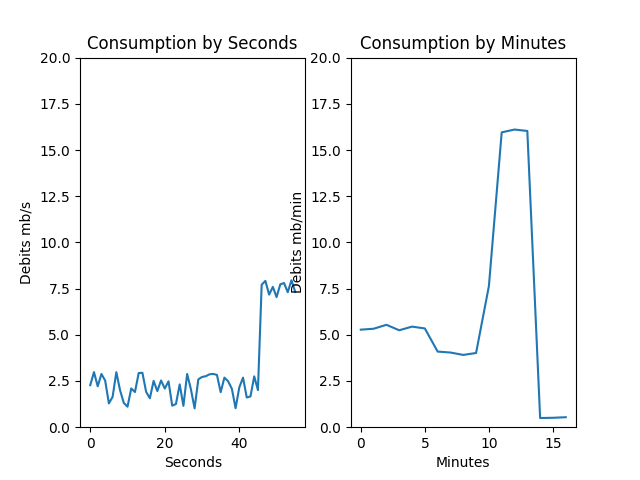 Consumption by Seconds
Debits mb/s
20.0
17.5
15.0
12.5
10.0
7.5
5.0
2.5
0.0
0 20 40
Seconds
Consumption by Minutes
Debits mb/min
20.0
17.5
15.0
12.5
10.0
7.5
5.0
2.5
0.0
0 5 10 15
Minutes